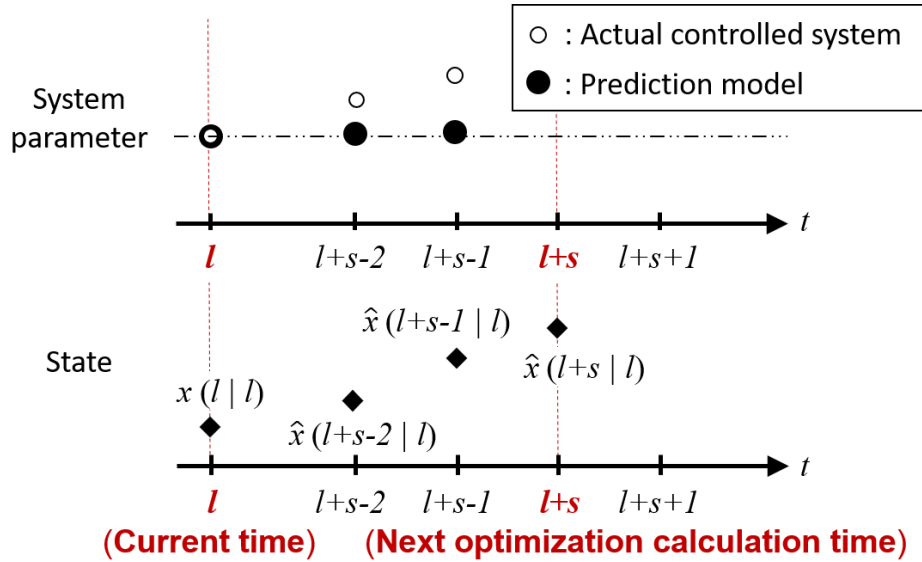 : Actual controlled system
: Prediction model
System
parameter
t
l l+s-2 l+s-1 l+s l+s+1
x̂ (l+s-1 | l)
State
x̂ (l+s | l)
x (l | l)
x̂ (l+s-2 | l)
t
l l+s-2 l+s-1 l+s l+s+1
(Current time) (Next optimization calculation time)